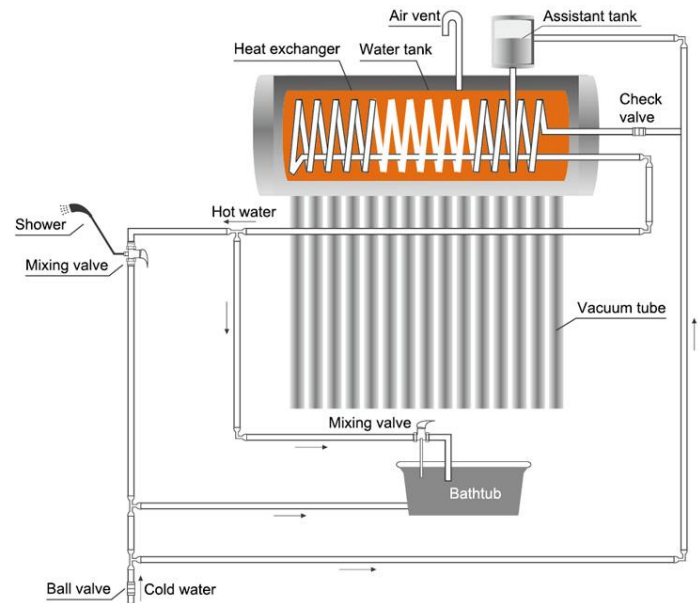 Air vent
Assistant tank
Heat exchanger
Water tank
Check
valve
Hot water
Shower
Mixing valve
Vacuum tube
Mixing valve
Bathtub
Ball valve
Cold water